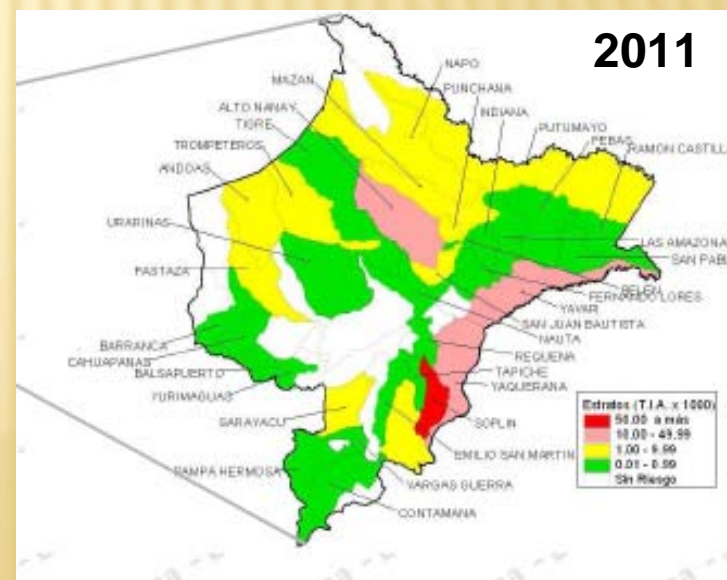 2011
NAPO
MAZAN
PUNCHANA
INDIANA
ALTO NANAY
TIGRE
PUTUMAYO
PEBAS
RAMON CASTILL
TROMPETEROS
ANDOAS
URARINAS
LAS AMAZONA
SAN PABL
PASTAZA
BELEN
FERNANDO LORES
YAVARI
SAN JUAN BAUTISTA
NAUTA
BARRANCA
CAHUAPANAS
BALSAPUERTO
YURIMAGUAS
REQUENA
TAPICHE
YAQUERANA
SARAYACU
SOPLIN
EMILIO SAN MARTIN
PAMPA HERMOSA
VARGAS GUERRA
CONTAMANA
Estratos (T.I.A. x 1000)
50.00 a más
10.00 - 49.99
1.00 - 9.99
0.01 - 0.99
Sin Riesgo